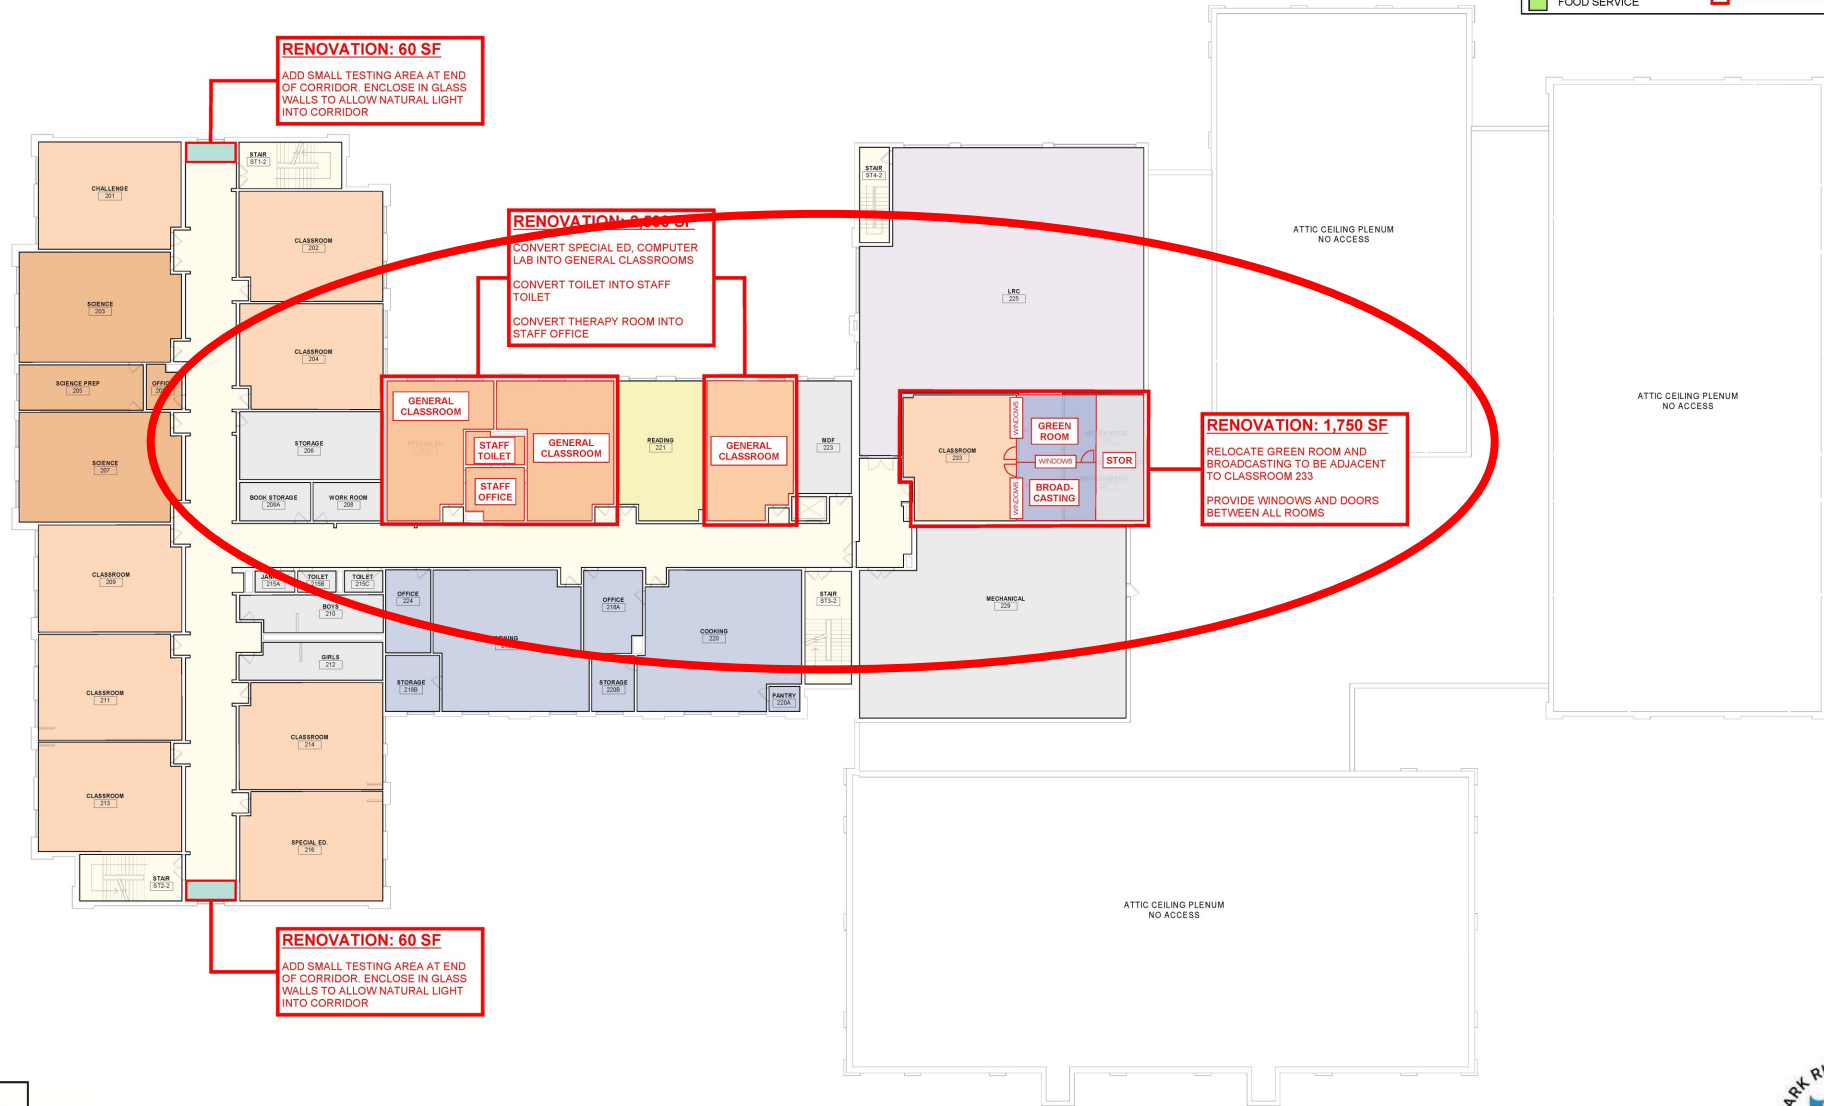 FOOD SERVICE
RENOVATION: 60 SF
ADD SMALL TESTING AREA AT END
OF CORRIDOR. ENCLOSE IN GLASS
WALLS TO ALLOW NATURAL LIGHT
INTO CORRIDOR
STAIR
ST1-2
CHALLENGE
201
CLASSROOM
202
SCIENCE
203
CLASSROOM
204
SCIENCE PREP
205
SCIENCE
207
STORAGE
206
BOOK STORAGE
208A
WORK ROOM
208
RENOVATION:
CONVERT SPECIAL ED, COMPUTER
LAB INTO GENERAL CLASSROOMS
CONVERT TOILET INTO STAFF
TOILET
CONVERT THERAPY ROOM INTO
STAFF OFFICE
GENERAL
CLASSROOM
STAFF
TOILET
STAFF
OFFICE
GENERAL
CLASSROOM
READING
221
GENERAL
CLASSROOM
MDF
223
STAIR
ST4-2
LRC
225
CLASSROOM
233
WINDOWS
GREEN
ROOM
WINDOWS
STOR
WINDOWS
BROAD-
CASTING
RENOVATION: 1,750 SF
RELOCATE GREEN ROOM AND
BROADCASTING TO BE ADJACENT
TO CLASSROOM 233
PROVIDE WINDOWS AND DOORS
BETWEEN ALL ROOMS
ATTIC CEILING PLENUM
NO ACCESS
ATTIC CEILING PLENUM
NO ACCESS
CLASSROOM
209
215A
TOILET
215B
TOILET
215C
BOYS
210
GIRLS
212
OFFICE
224
OFFICE
218A
COOKING
220
STAIR
ST3-2
MECHANICAL
229
STORAGE
218B
STORAGE
220B
PANTRY
220A
CLASSROOM
211
CLASSROOM
214
CLASSROOM
213
SPECIAL ED.
216
STAIR
ST2-2
RENOVATION: 60 SF
ADD SMALL TESTING AREA AT END
OF CORRIDOR. ENCLOSE IN GLASS
WALLS TO ALLOW NATURAL LIGHT
INTO CORRIDOR
ATTIC CEILING PLENUM
NO ACCESS